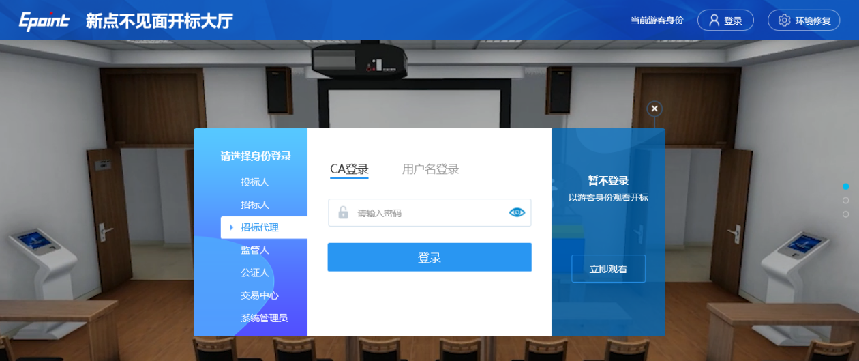 Epoint 新点不见面开标大厅
当前游客身份 登录 环境修复
请选择身份登录
投标人
招标人
招标代理
监管人
公证人
交易中心
系统管理员
CA登录 用户名登录
请输入密码
登录
暂不登录
以游客身份观看开标
立即观看